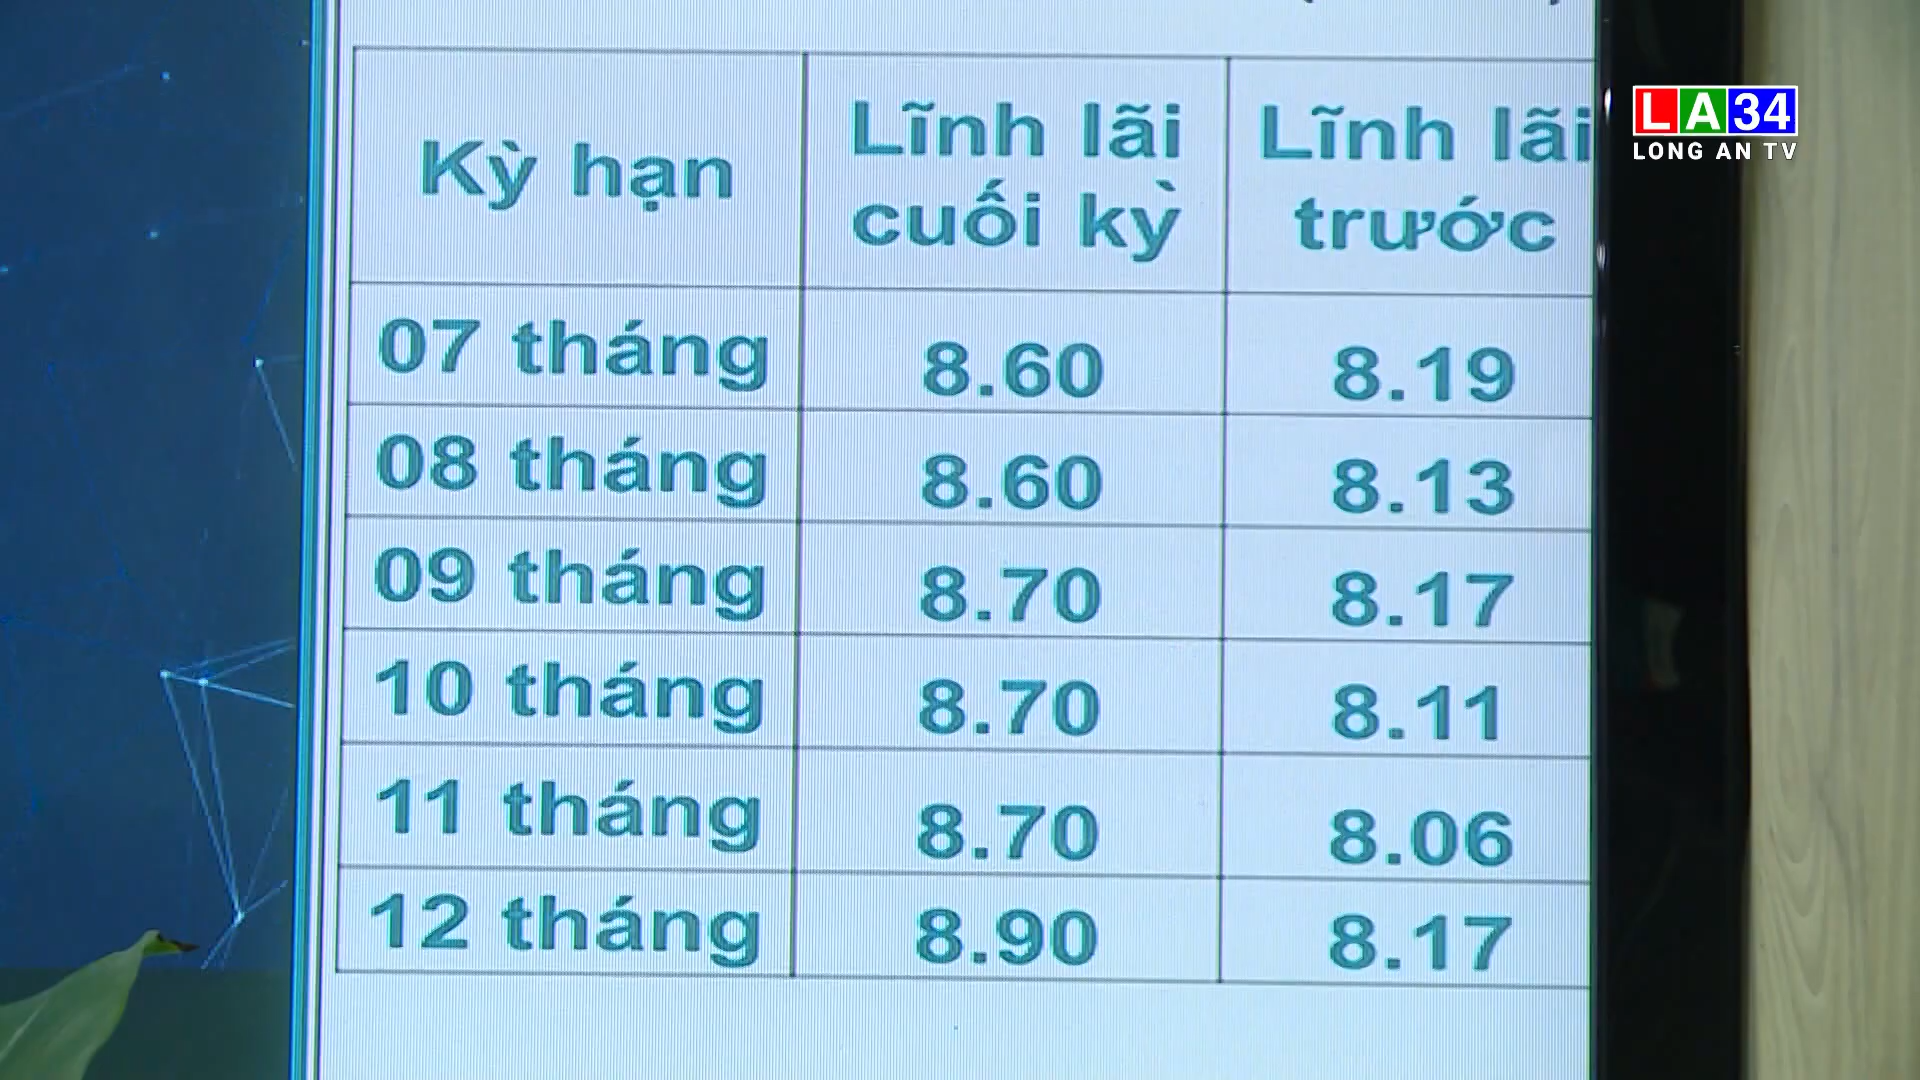 Kỳ hạn Lĩnh lãi cuối kỳ Lĩnh lãi trước
07 tháng 8.60 8.19
08 tháng 8.60 8.13
09 tháng 8.70 8.17
10 tháng 8.70 8.11
11 tháng 8.70 8.06
12 tháng 8.90 8.17
LA34
LONG AN TV